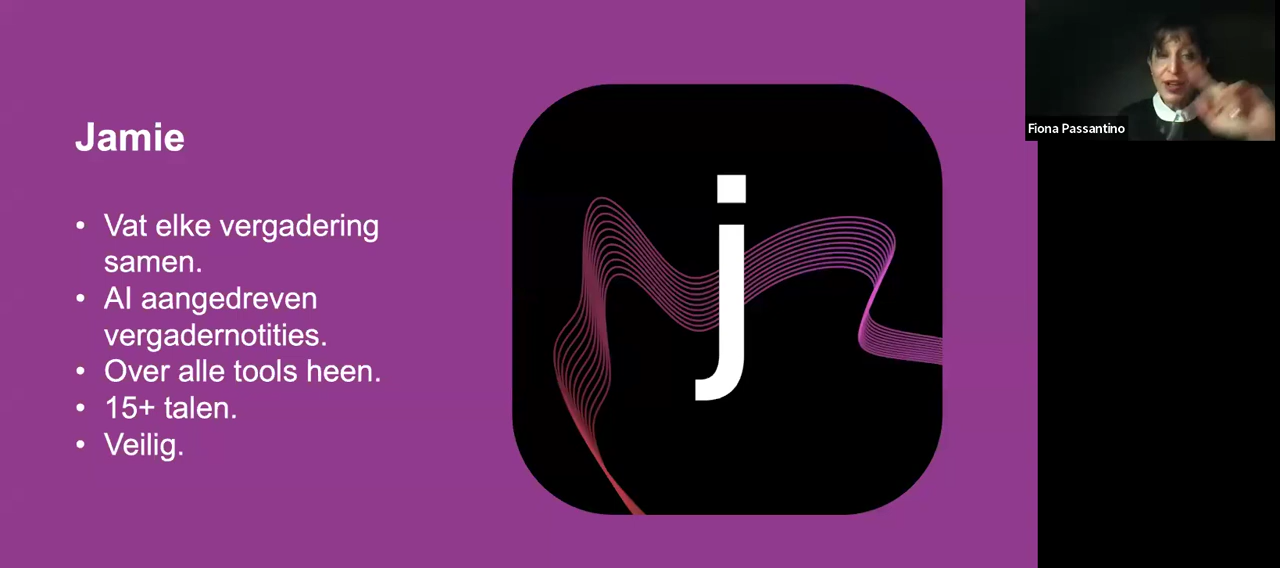 Jamie
• Vat elke vergadering
samen.
• AI aangedreven
vergadernotities.
• Over alle tools heen.
• 15+ talen.
• Veilig.
j
Fiona Passantino